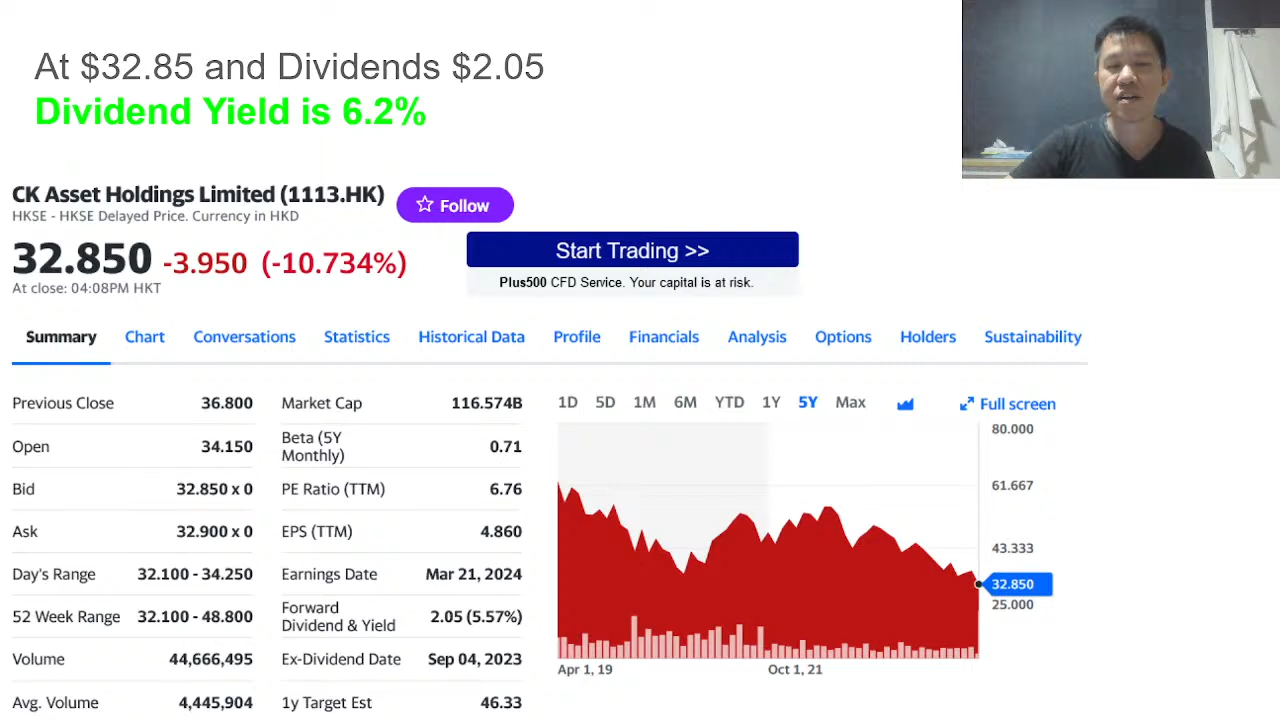 At $32.85 and Dividends $2.05
Dividend Yield is 6.2%
CK Asset Holdings Limited (1113.HK)
Follow
HKSE - HKSE Delayed Price. Currency in HKD
32.850 -3.950 (-10.734%)
At close: 04:08PM HKT
Start Trading >>
Plus500 CFD Service. Your capital is at risk.
Summary Chart Conversations Statistics Historical Data Profile Financials Analysis Options Holders Sustainability
Previous Close 36.800
Open 34.150
Bid 32.850 x 0
Ask 32.900 x 0
Day's Range 32.100 - 34.250
52 Week Range 32.100 - 48.800
Volume 44,666,495
Avg. Volume 4,445,904
Market Cap 116.574B
Beta (5Y
Monthly) 0.71
PE Ratio (TTM) 6.76
EPS (TTM) 4.860
Earnings Date Mar 21, 2024
Forward
Dividend & Yield 2.05 (5.57%)
Ex-Dividend Date Sep 04, 2023
1y Target Est 46.33
1D 5D 1M 6M YTD 1Y 5Y Max
Full screen
80.000
61.667
43.333
32.850
25.000
Apr 1, 19 Oct 1, 21